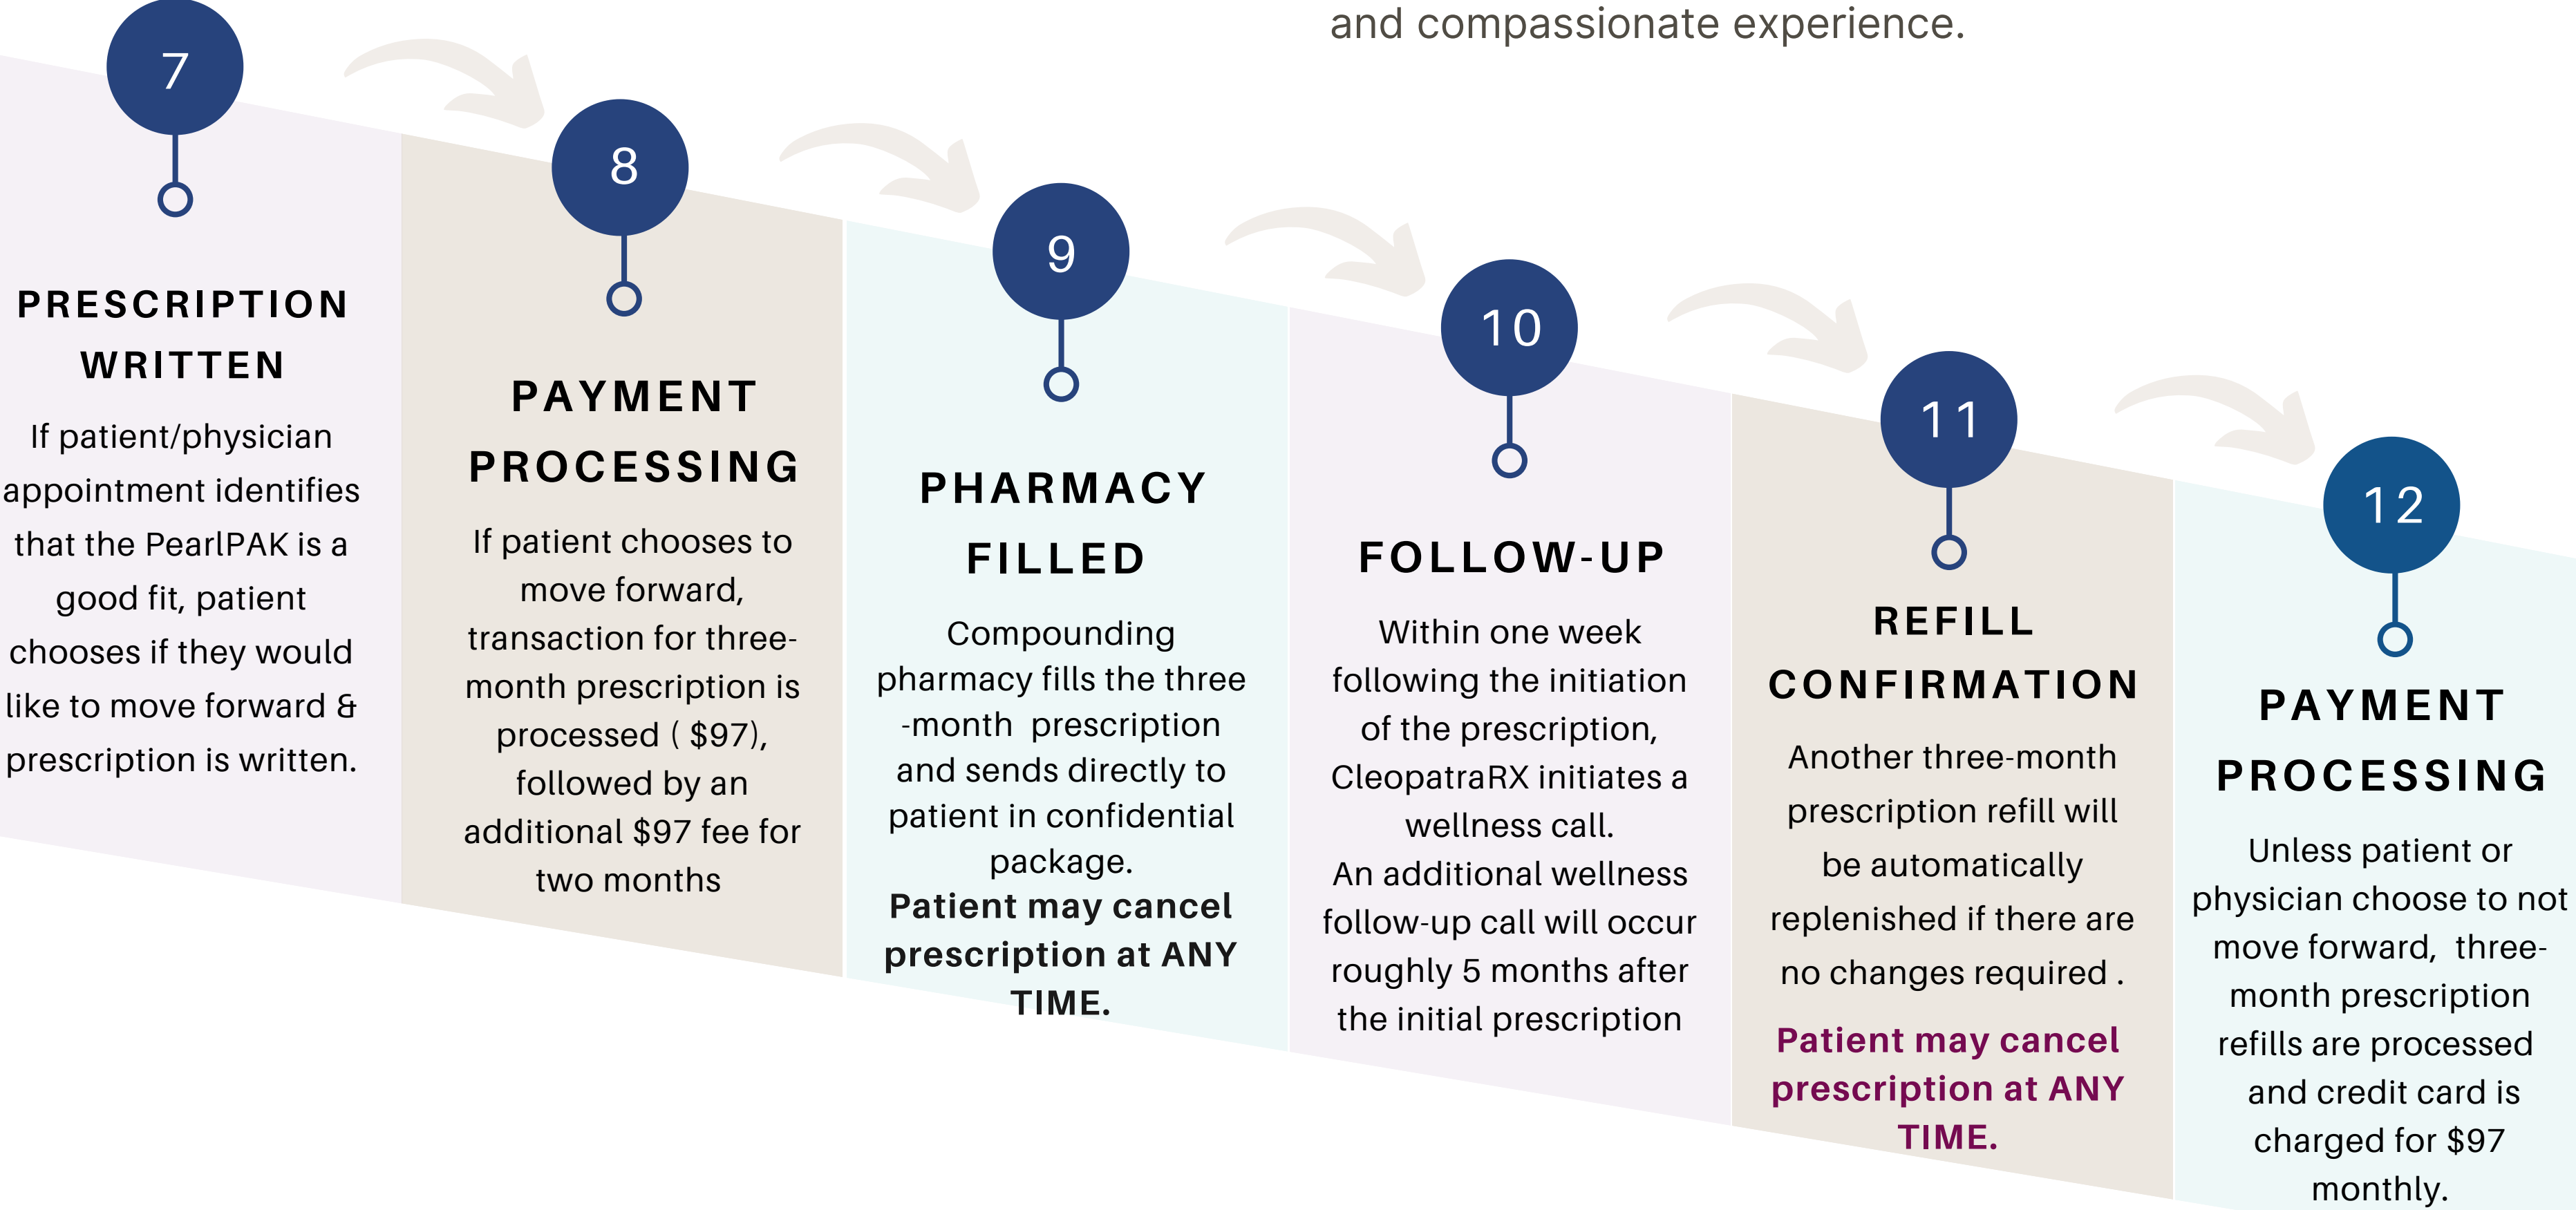 and compassionate experience.
7
PRESCRIPTION
WRITTEN
If patient/physician
appointment identifies
that the PearlPAK is a
good fit, patient
chooses if they would
like to move forward &
prescription is written.
8
PAYMENT
PROCESSING
If patient chooses to
move forward,
transaction for three-
month prescription is
processed ( $97),
followed by an
additional $97 fee for
two months
9
PHARMACY
FILLED
Compounding
pharmacy fills the three
-month  prescription
and sends directly to
patient in confidential
package.
Patient may cancel
prescription at ANY
TIME.
10
FOLLOW-UP
Within one week
following the initiation
of the prescription,
CleopatraRX initiates a
wellness call.
An additional wellness
follow-up call will occur
roughly 5 months after
the initial prescription
11
REFILL
CONFIRMATION
Another three-month
prescription refill will
be automatically
replenished if there are
no changes required .
Patient may cancel
prescription at ANY
TIME.
12
PAYMENT
PROCESSING
Unless patient or
physician choose to not
move forward,  three-
month prescription
refills are processed
and credit card is
charged for $97
monthly.